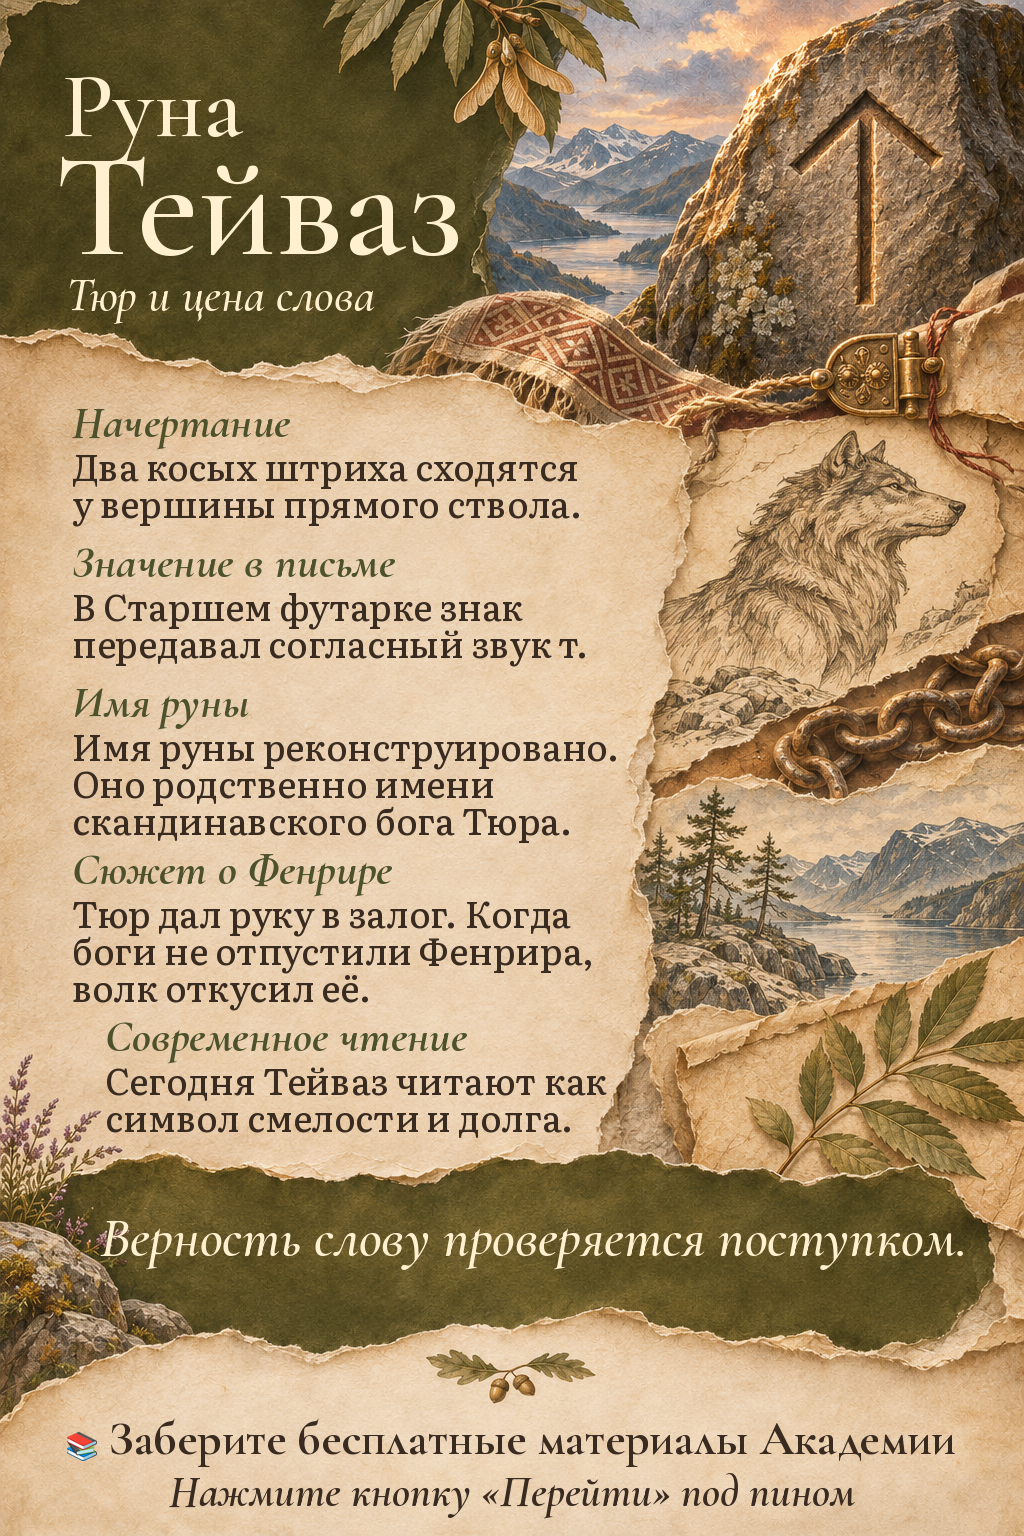 Руна
Тейваз
Тюр и цена слова
Начертание
Два косых штриха сходятся
у вершины прямого ствола.
Значение в письме
В Старшем футарке знак
передавал согласный звук т.
Имя руны
Имя руны реконструировано.
Оно родственно имени
скандинавского бога Тюра.
Сюжет о Фенрире
Тюр дал руку в залог. Когда
боги не отпустили Фенрира,
волк откусил её.
Современное чтение
Сегодня Тейваз читают как
символ смелости и долга.
Верность слову проверяется поступком.
📚 Заберите бесплатные материалы Академии
Нажмите кнопку «Перейти» под пином